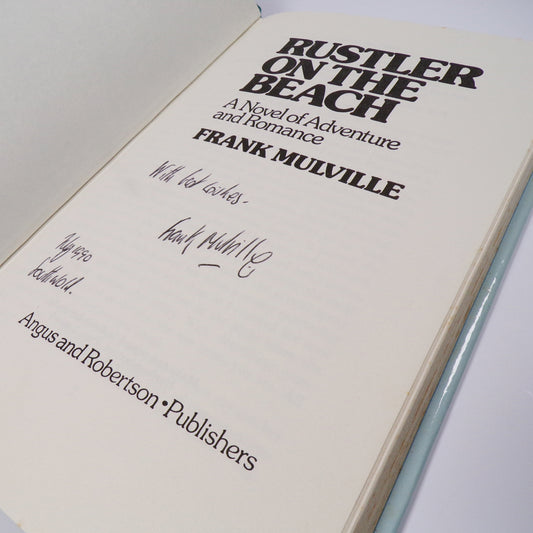 RUSTLER
ON THE
BEACH
A Novel of Adventure
and Romance
FRANK MULVILLE
With best wishes.
Frank Mulville
1990
Southwold.
Angus and Robertson • Publishers